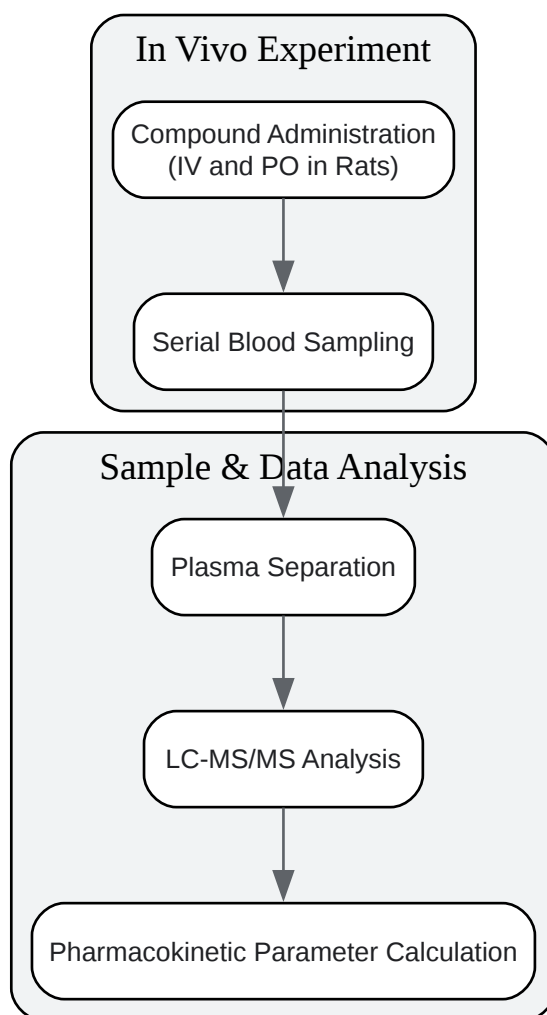 In Vivo Experiment
Compound Administration
(IV and PO in Rats)
Serial Blood Sampling
Sample & Data Analysis
Plasma Separation
LC-MS/MS Analysis
Pharmacokinetic Parameter Calculation